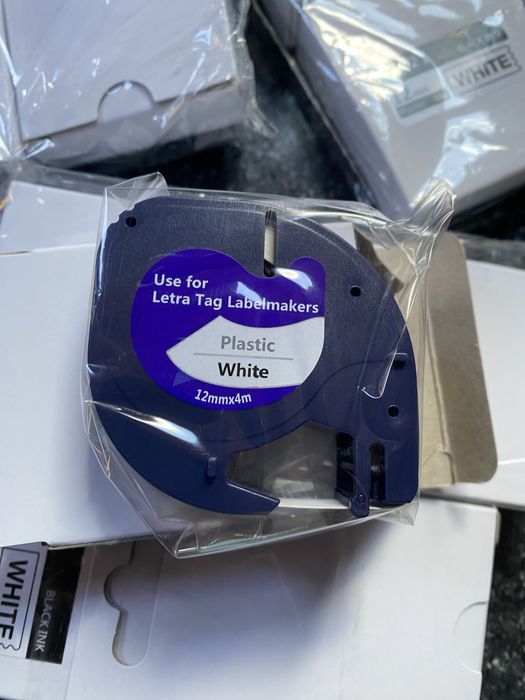 WHITE
Use for
Letra Tag Labelmakers
Plastic
White
12mmx4m
WHITE
BLACK INK